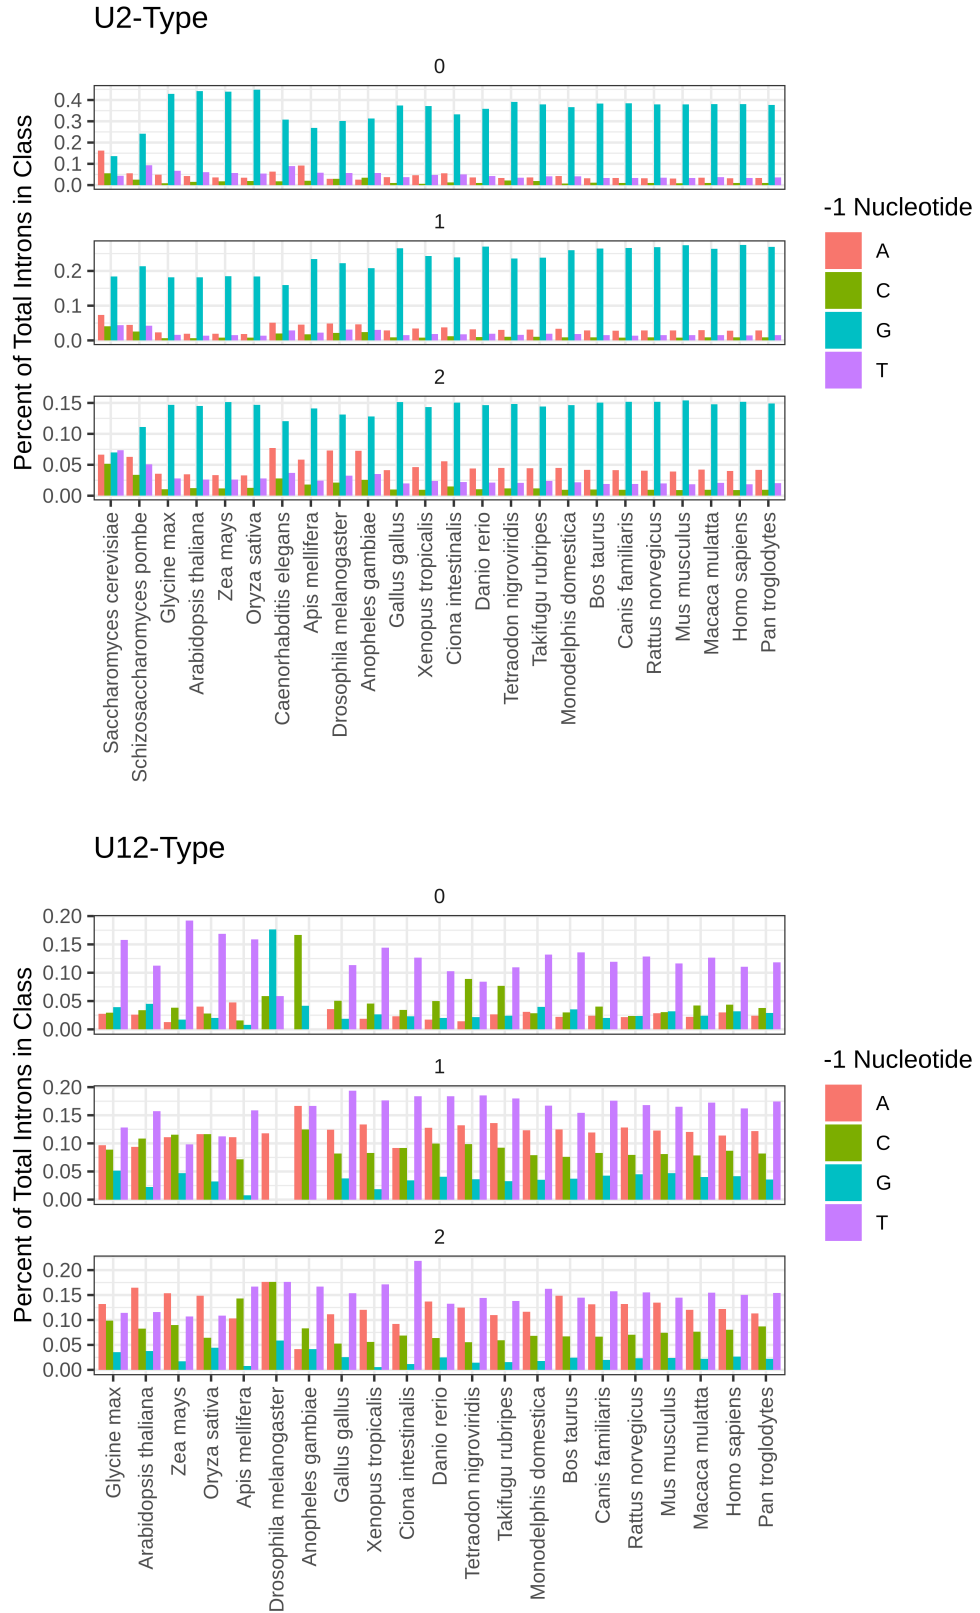 U2-Type
0
0.4
0.3
0.2
0.1
0.0
1
0.2
0.1
0.0
2
0.15
0.10
0.05
0.00
Percent of Total Introns in Class
Saccharomyces cerevisiae
Schizosaccharomyces pombe
Glycine max
Arabidopsis thaliana
Zea mays
Oryza sativa
Caenorhabditis elegans
Apis mellifera
Drosophila melanogaster
Anopheles gambiae
Gallus gallus
Xenopus tropicalis
Ciona intestinalis
Danio rerio
Tetraodon nigroviridis
Takifugu rubripes
Monodelphis domestica
Bos taurus
Canis familiaris
Rattus norvegicus
Mus musculus
Macaca mulatta
Homo sapiens
Pan troglodytes
-1 Nucleotide
A
C
G
T
U12-Type
0
0.20
0.15
0.10
0.05
0.00
1
0.20
0.15
0.10
0.05
0.00
2
0.20
0.15
0.10
0.05
0.00
Percent of Total Introns in Class
Glycine max
Arabidopsis thaliana
Zea mays
Oryza sativa
Apis mellifera
Drosophila melanogaster
Anopheles gambiae
Gallus gallus
Xenopus tropicalis
Ciona intestinalis
Danio rerio
Tetraodon nigroviridis
Takifugu rubripes
Monodelphis domestica
Bos taurus
Canis familiaris
Rattus norvegicus
Mus musculus
Macaca mulatta
Homo sapiens
Pan troglodytes
-1 Nucleotide
A
C
G
T